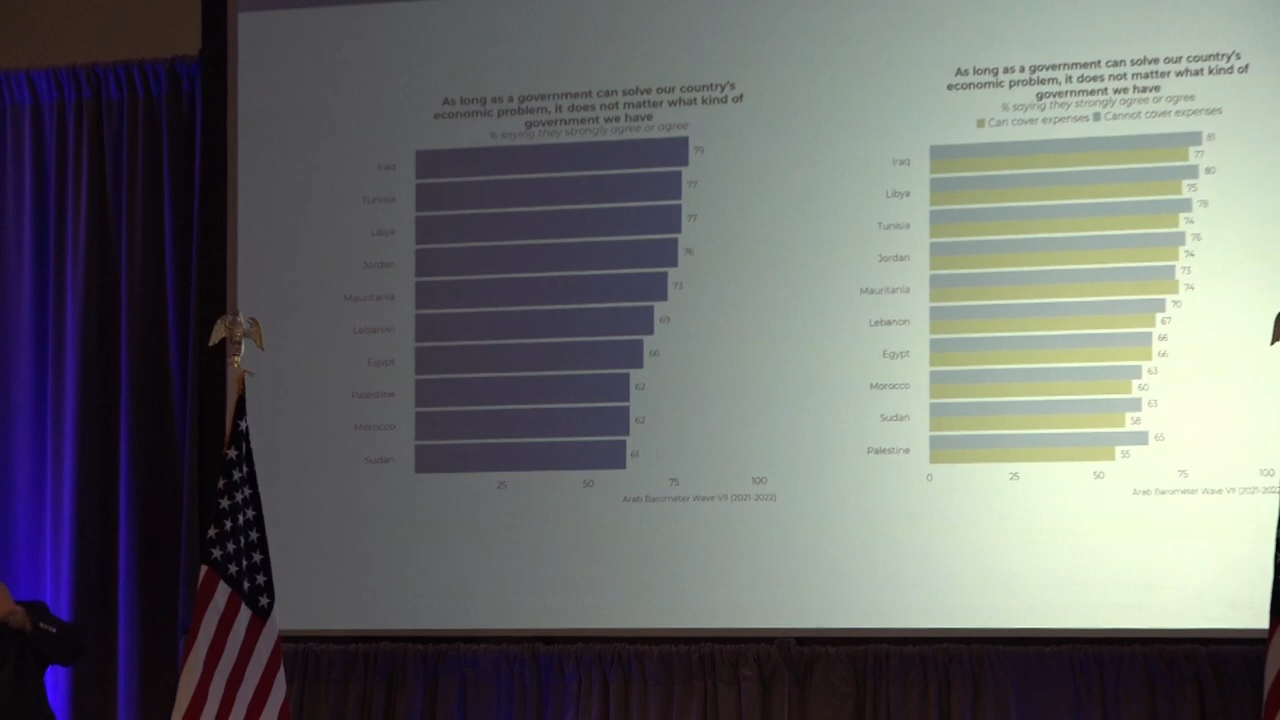 As long as a government can solve our country's
economic problem, it does not matter what kind of
government we have
% saying they strongly agree or agree
Iraq 79
Tunisia 77
Libya 77
Jordan 76
Mauritania 73
Lebanon 69
Egypt 66
Palestine 62
Morocco 62
Sudan 61
25 50 75 100
Arab Barometer Wave VII (2021-2022)
As long as a government can solve our country's
economic problem, it does not matter what kind of
government we have
% saying they strongly agree or agree
Can cover expenses Cannot cover expenses
81
Iraq 77
80
Libya 75
78
Tunisia 74
76
Jordan 74
73
Mauritania 74
70
Lebanon 67
66
Egypt 66
63
Morocco 60
63
Sudan 58
65
Palestine 55
0 25 50 75 100
Arab Barometer Wave VII (2021-2022